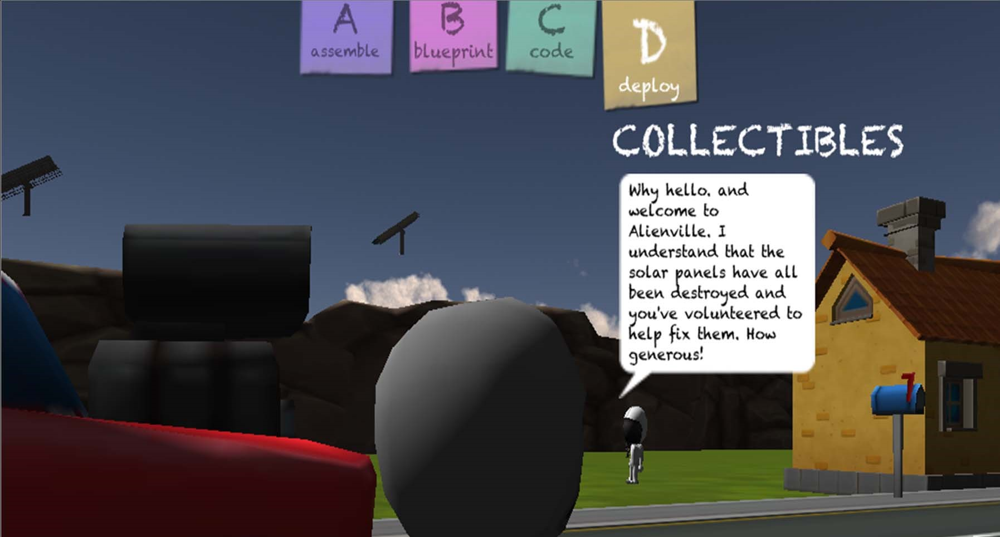 A
assemble
B
blueprint
C
code
D
deploy
COLLECTIBLES
Why hello, and
welcome to
Alienville. I
understand that the
solar panels have all
been destroyed and
you've volunteered to
help fix them. How
generous!